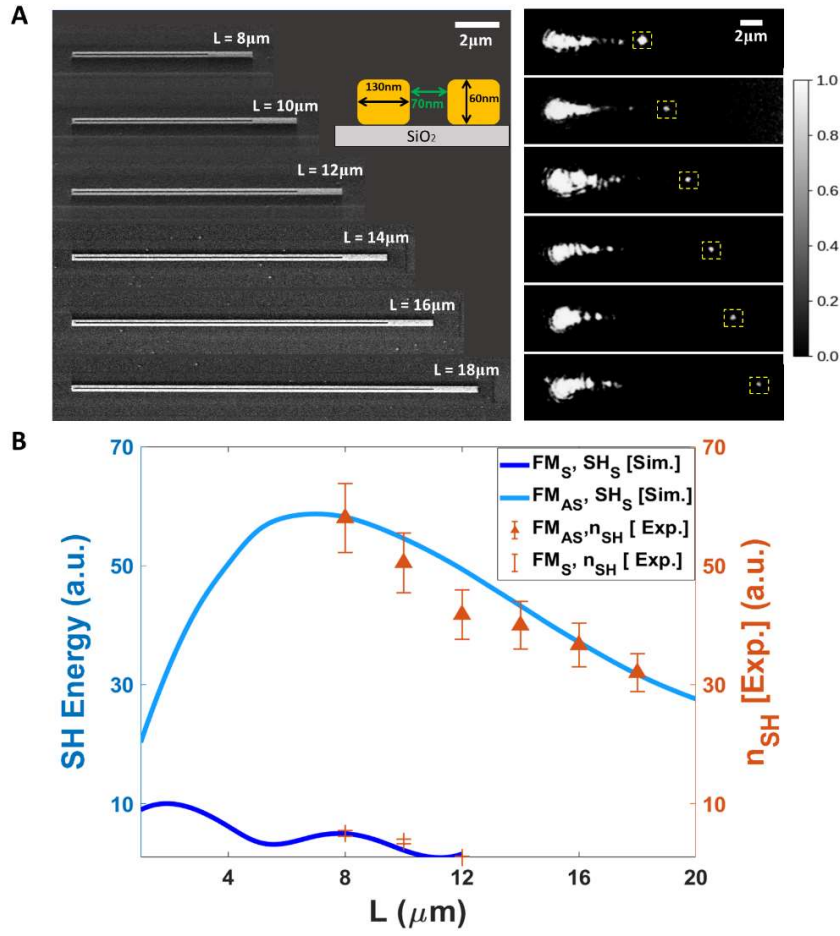 A
2μm
2μm
L = 8μm
L = 10μm
130nm
70nm
60nm
SiO2
L = 12μm
L = 14μm
L = 16μm
L = 18μm
1.0
0.8
0.6
0.4
0.2
0.0
B
70
50
30
10
SH Energy (a.u.)
FMS, SHS [Sim.]
FMAS, SHS [Sim.]
FMAS,nSH [ Exp.]
FMS, nSH [ Exp.]
70
50
30
10
nSH [Exp.] (a.u.)
4
8
12
16
20
L (μm)